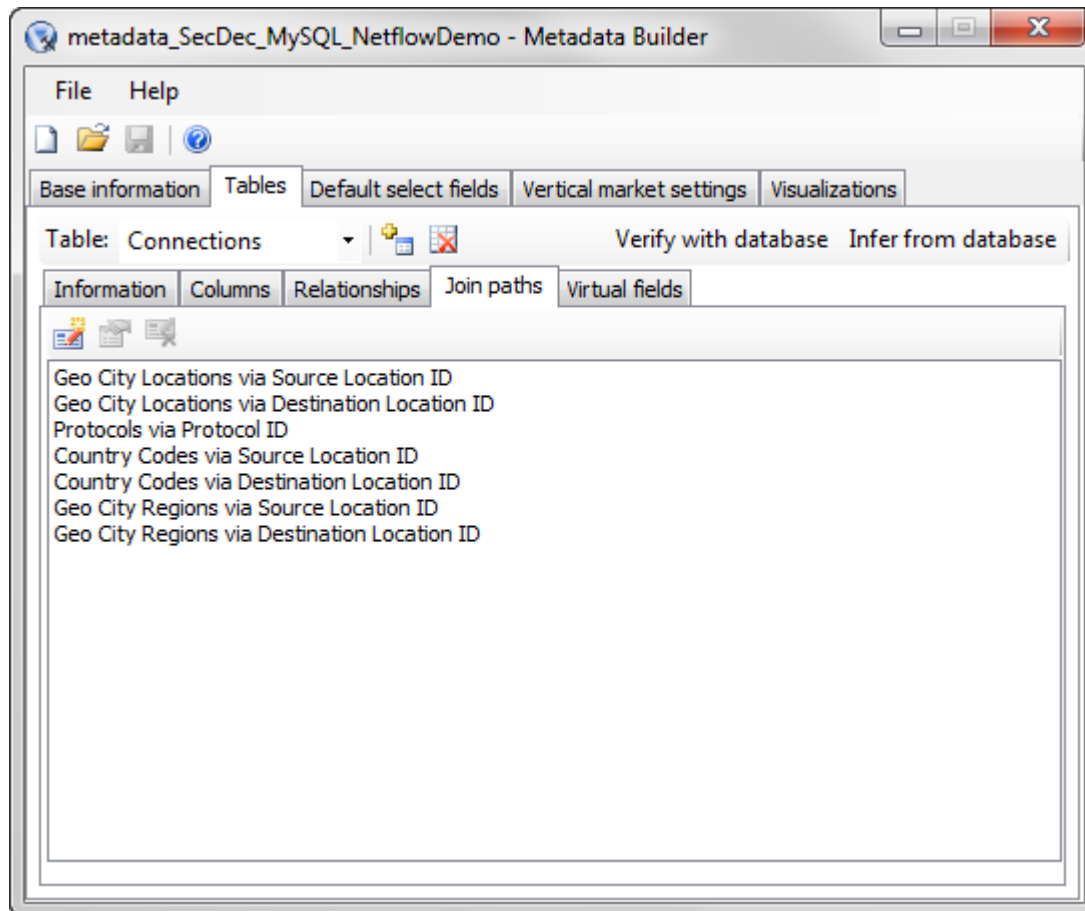 metadata_SecDec_MySQL_NetflowDemo - Metadata Builder
File Help
Base information Tables Default select fields Vertical market settings Visualizations
Table: Connections Verify with database Infer from database
Information Columns Relationships Join paths Virtual fields
Geo City Locations via Source Location ID
Geo City Locations via Destination Location ID
Protocols via Protocol ID
Country Codes via Source Location ID
Country Codes via Destination Location ID
Geo City Regions via Source Location ID
Geo City Regions via Destination Location ID